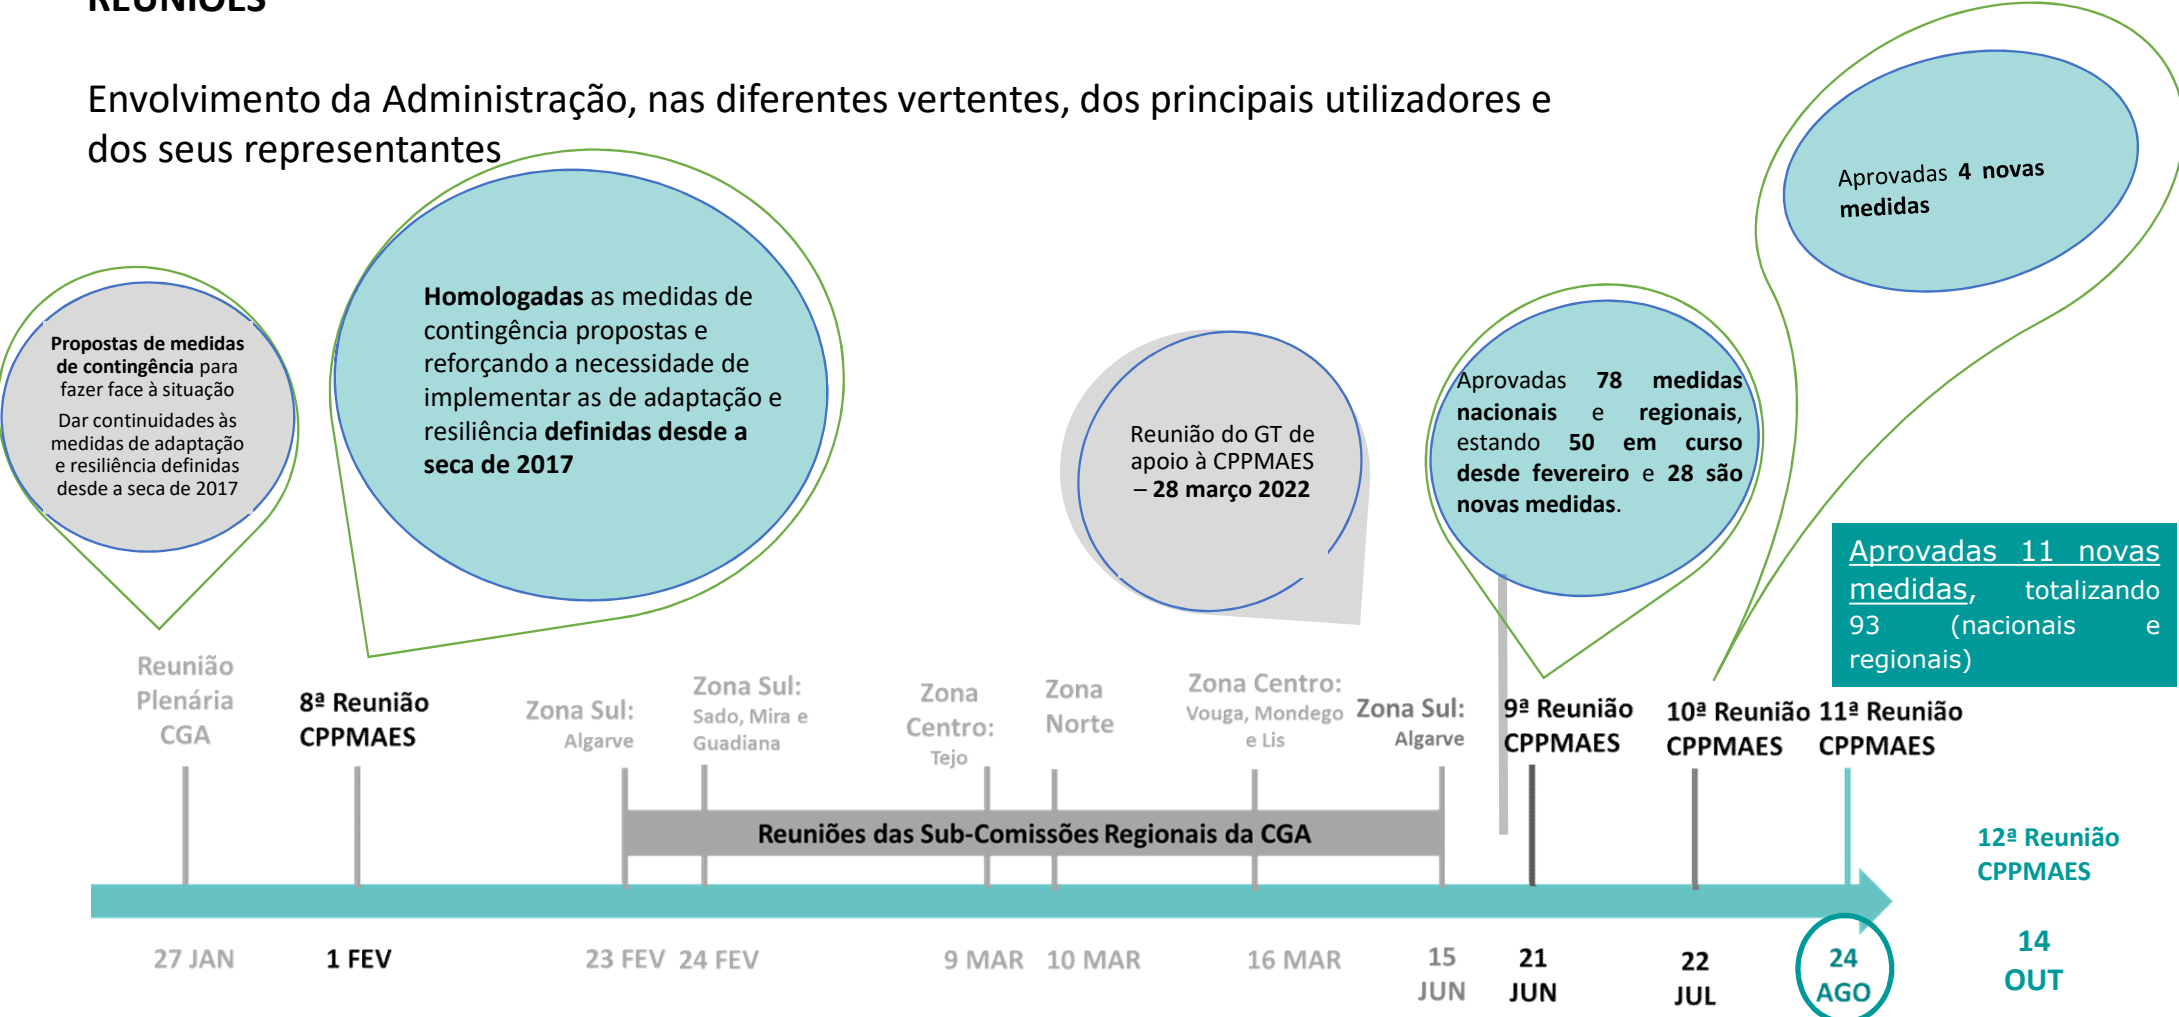 REUNIÕES
Envolvimento da Administração, nas diferentes vertentes, dos principais utilizadores e
dos seus representantes
Propostas de medidas
de contingência para
fazer face à situação
Dar continuidades às
medidas de adaptação
e resiliência definidas
desde a seca de 2017
Homologadas as medidas de
contingência propostas e
reforçando a necessidade de
implementar as de adaptação e
resiliência definidas desde a
seca de 2017
Reunião do GT de
apoio à CPPMAES
– 28 março 2022
Aprovadas 78 medidas
nacionais e regionais,
estando 50 em curso
desde fevereiro e 28 são
novas medidas.
Aprovadas 4 novas
medidas
Aprovadas 11 novas
medidas, totalizando
93 (nacionais e
regionais)
Reunião
Plenária
CGA
8ª Reunião
CPPMAES
Zona Sul:
Algarve
Zona Sul:
Sado, Mira e
Guadiana
Zona
Centro:
Tejo
Zona
Norte
Zona Centro:
Vouga, Mondego
e Lis
Zona Sul:
Algarve
9ª Reunião
CPPMAES
10ª Reunião
CPPMAES
11ª Reunião
CPPMAES
12ª Reunião
CPPMAES
Reuniões das Sub-Comissões Regionais da CGA
27 JAN
1 FEV
23 FEV
24 FEV
9 MAR
10 MAR
16 MAR
15
JUN
21
JUN
22
JUL
24
AGO
14
OUT